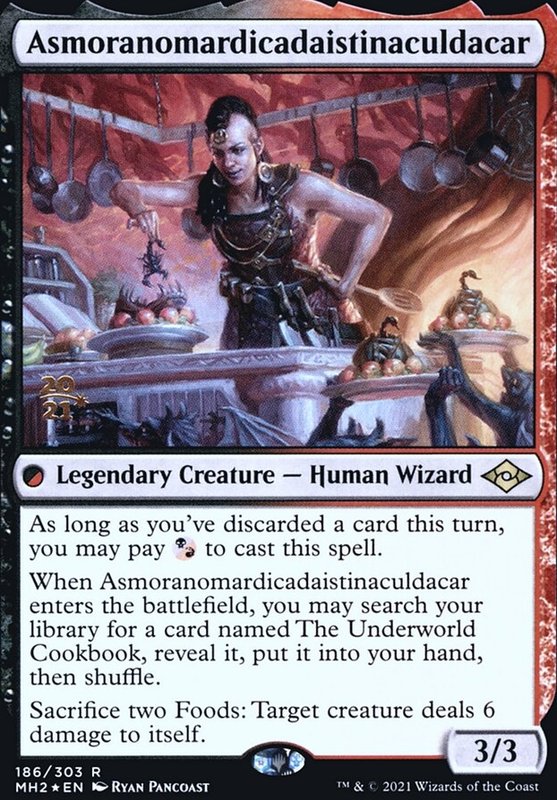 Asmoranomardicadaistinaculdacar
20
21
Legendary Creature — Human Wizard
As long as you've discarded a card this turn,
you may pay to cast this spell.
When Asmoranomardicadaistinaculdacar
enters the battlefield, you may search your
library for a card named The Underworld
Cookbook, reveal it, put it into your hand,
then shuffle.
Sacrifice two Foods: Target creature deals 6
damage to itself.
3/3
186/303 R
MH2★EN Ryan Pancoast
™ & © 2021 Wizards of the Coast